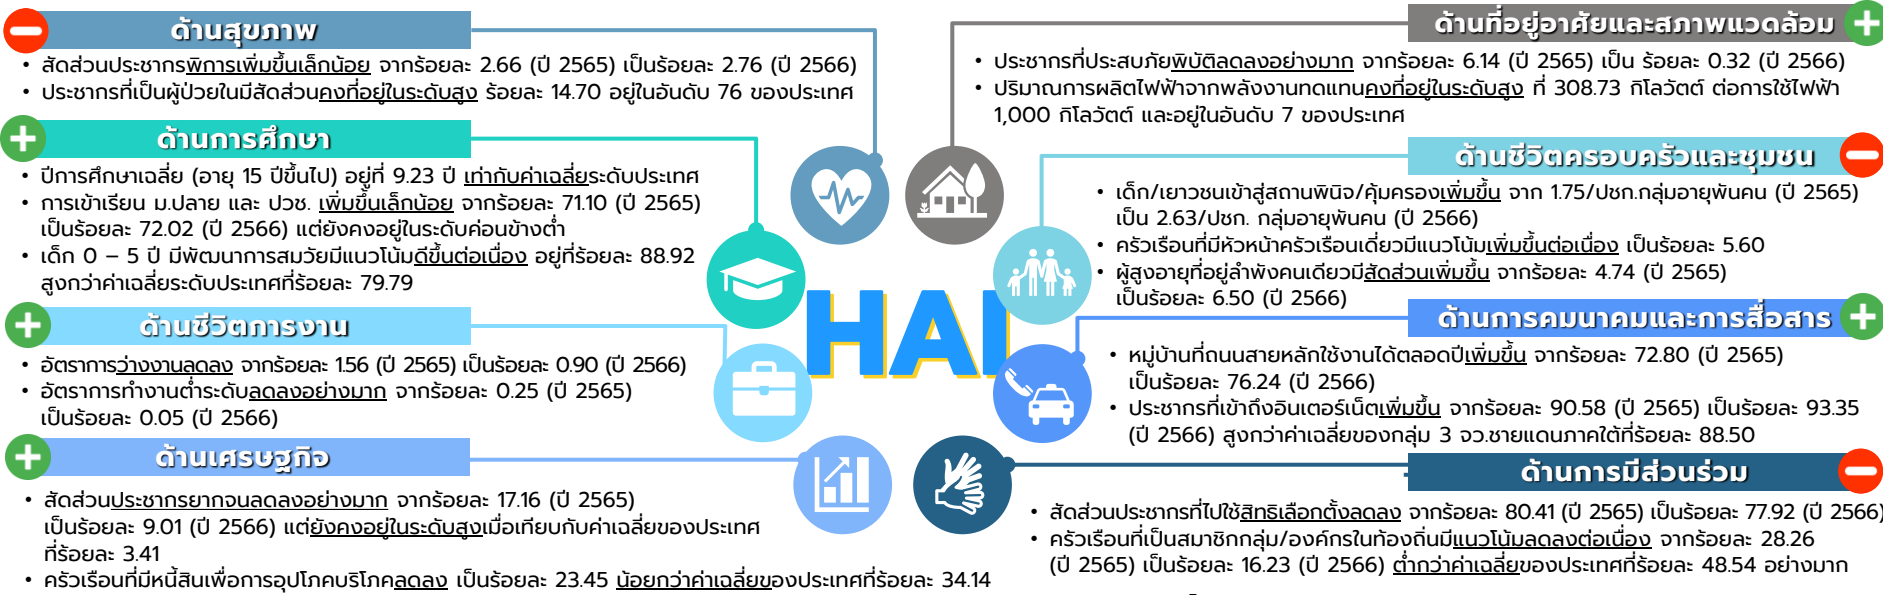 ด้านสุขภาพ
• สัดส่วนประชากรพิการเพิ่มขึ้นเล็กน้อย จากร้อยละ 2.66 (ปี 2565) เป็นร้อยละ 2.76 (ปี 2566)
• ประชากรที่เป็นผู้ป่วยในมีสัดส่วนคงที่อยู่ในระดับสูง ร้อยละ 14.70 อยู่ในอันดับ 76 ของประเทศ
ด้านการศึกษา
• ปีการศึกษาเฉลี่ย (อายุ 15 ปีขึ้นไป) อยู่ที่ 9.23 ปี เท่ากับค่าเฉลี่ยระดับประเทศ
• การเข้าเรียน ม.ปลาย และ ปวช. เพิ่มขึ้นเล็กน้อย จากร้อยละ 71.10 (ปี 2565)
เป็นร้อยละ 72.02 (ปี 2566) แต่ยังคงอยู่ในระดับค่อนข้างต่ำ
• เด็ก 0 – 5 ปี มีพัฒนาการสมวัยมีแนวโน้มดีขึ้นต่อเนื่อง อยู่ที่ร้อยละ 88.92
สูงกว่าค่าเฉลี่ยระดับประเทศที่ร้อยละ 79.79
ด้านชีวิตการงาน
• อัตราการว่างงานลดลง จากร้อยละ 1.56 (ปี 2565) เป็นร้อยละ 0.90 (ปี 2566)
• อัตราการทำงานต่ำระดับลดลงอย่างมาก จากร้อยละ 0.25 (ปี 2565)
เป็นร้อยละ 0.05 (ปี 2566)
ด้านเศรษฐกิจ
• สัดส่วนประชากรยากจนลดลงอย่างมาก จากร้อยละ 17.16 (ปี 2565)
เป็นร้อยละ 9.01 (ปี 2566) แต่ยังคงอยู่ในระดับสูงเมื่อเทียบกับค่าเฉลี่ยของประเทศ
ที่ร้อยละ 3.41
• ครัวเรือนที่มีหนี้สินเพื่อการอุปโภคบริโภคลดลง เป็นร้อยละ 23.45 น้อยกว่าค่าเฉลี่ยของประเทศที่ร้อยละ 34.14
HAI
ด้านที่อยู่อาศัยและสภาพแวดล้อม
• ประชากรที่ประสบภัยพิบัติลดลงอย่างมาก จากร้อยละ 6.14 (ปี 2565) เป็น ร้อยละ 0.32 (ปี 2566)
• ปริมาณการผลิตไฟฟ้าจากพลังงานทดแทนคงที่อยู่ในระดับสูง ที่ 308.73 กิโลวัตต์ ต่อการใช้ไฟฟ้า
1,000 กิโลวัตต์ และอยู่ในอันดับ 7 ของประเทศ
ด้านชีวิตครอบครัวและชุมชน
• เด็ก/เยาวชนเข้าสู่สถานพินิจ/คุ้มครองเพิ่มขึ้น จาก 1.75/ปชก.กลุ่มอายุพันคน (ปี 2565)
เป็น 2.63/ปชก. กลุ่มอายุพันคน (ปี 2566)
• ครัวเรือนที่มีหัวหน้าครัวเรือนเดี่ยวมีแนวโน้มเพิ่มขึ้นต่อเนื่อง เป็นร้อยละ 5.60
• ผู้สูงอายุที่อยู่ลำพังคนเดียวมีสัดส่วนเพิ่มขึ้น จากร้อยละ 4.74 (ปี 2565)
เป็นร้อยละ 6.50 (ปี 2566)
ด้านการคมนาคมและการสื่อสาร
• หมู่บ้านที่ถนนสายหลักใช้งานได้ตลอดปีเพิ่มขึ้น จากร้อยละ 72.80 (ปี 2565)
เป็นร้อยละ 76.24 (ปี 2566)
• ประชากรที่เข้าถึงอินเตอร์เน็ตเพิ่มขึ้น จากร้อยละ 90.58 (ปี 2565) เป็นร้อยละ 93.35
(ปี 2566) สูงกว่าค่าเฉลี่ยของกลุ่ม 3 จว.ชายแดนภาคใต้ที่ร้อยละ 88.50
ด้านการมีส่วนร่วม
• สัดส่วนประชากรที่ไปใช้สิทธิเลือกตั้งลดลง จากร้อยละ 80.41 (ปี 2565) เป็นร้อยละ 77.92 (ปี 2566)
• ครัวเรือนที่เป็นสมาชิกกลุ่ม/องค์กรในท้องถิ่นมีแนวโน้มลดลงต่อเนื่อง จากร้อยละ 28.26
(ปี 2565) เป็นร้อยละ 16.23 (ปี 2566) ต่ำกว่าค่าเฉลี่ยของประเทศที่ร้อยละ 48.54 อย่างมาก